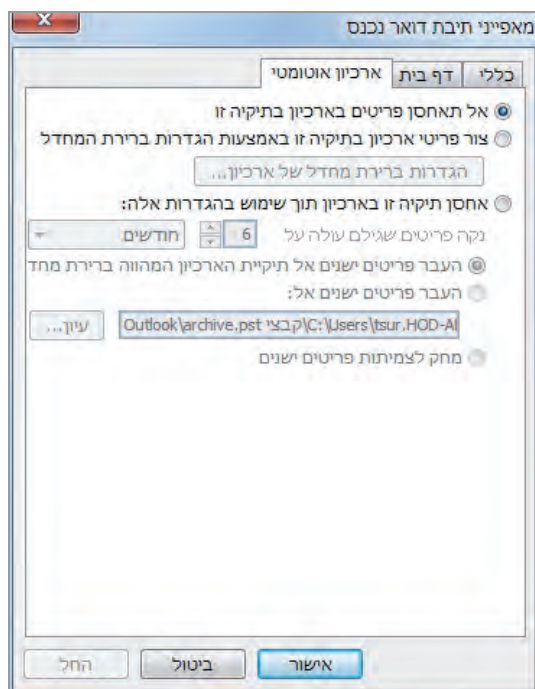 מאפייני תיבת דואר נכנס
כללי דף בית ארכיון אוטומטי
אל תאחסן פריטים בארכיון בתיקיה זו
צור פריטי ארכיון בתיקיה זו באמצעות הגדרות ברירת המחדל
הגדרות ברירת מחדל של ארכיון...
אחסן תיקיה זו בארכיון תוך שימוש בהגדרות אלה:
נקה פריטים שגילם עולה על 6 חודשים
העבר פריטים ישנים אל תיקיית הארכיון המהווה ברירת מחד
העבר פריטים ישנים אל:
C:\Users\tsur.HOD-AI\קבצי Outlook\archive.pst עיון...
מחק לצמיתות פריטים ישנים
אישור ביטול החל